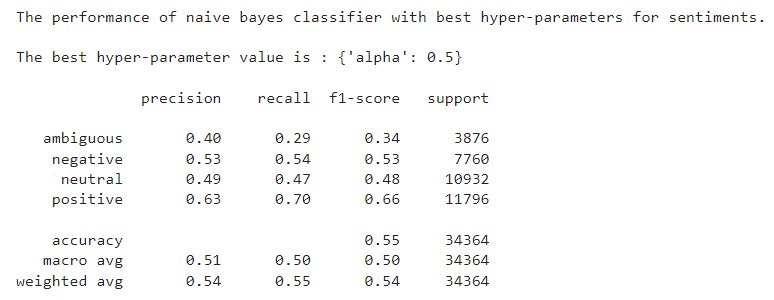 The performance of naive bayes classifier with best hyper-parameters for sentiments.
The best hyper-parameter value is : {'alpha': 0.5}
precision recall f1-score support
ambiguous 0.40 0.29 0.34 3876
negative 0.53 0.54 0.53 7760
neutral 0.49 0.47 0.48 10932
positive 0.63 0.70 0.66 11796
accuracy 0.55 34364
macro avg 0.51 0.50 0.50 34364
weighted avg 0.54 0.55 0.54 34364